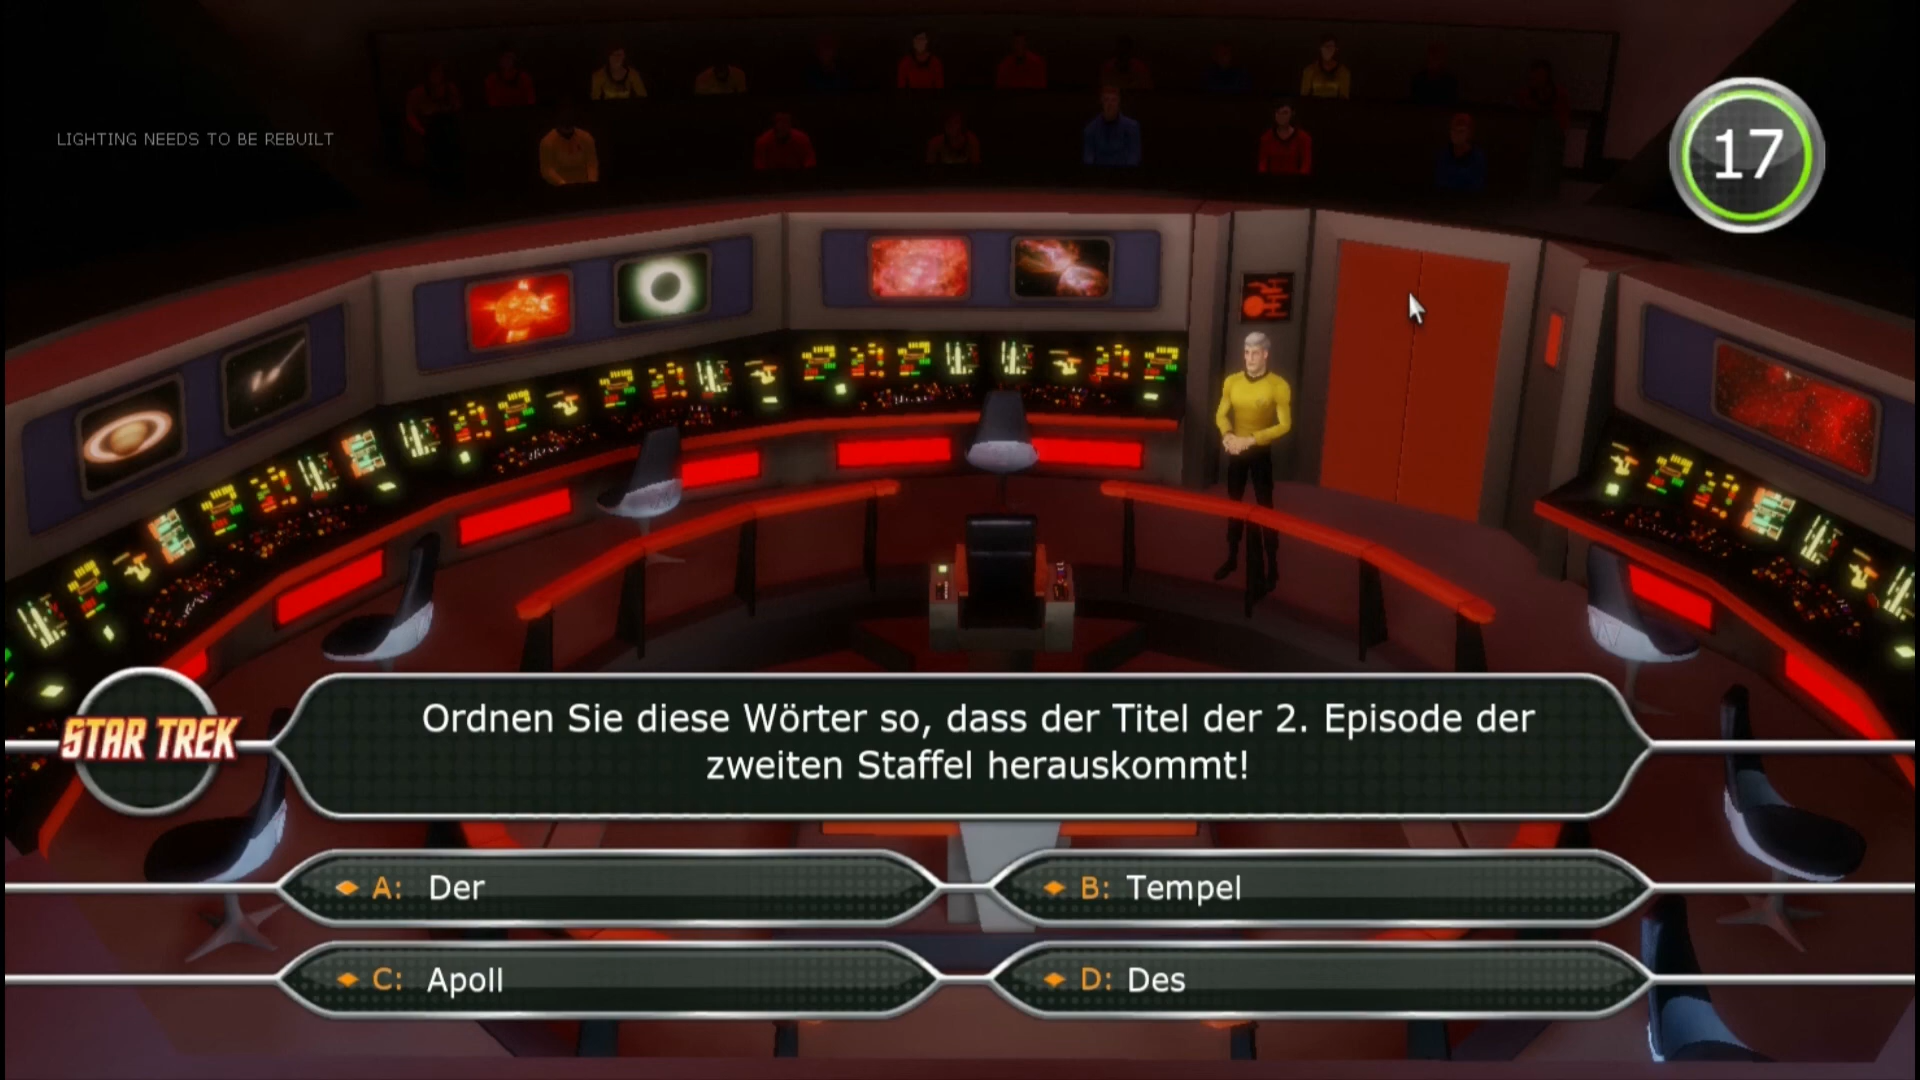 LIGHTING NEEDS TO BE REBUILT
17
STAR TREK
Ordnen Sie diese Wörter so, dass der Titel der 2. Episode der
zweiten Staffel herauskommt!
A: Der
B: Tempel
C: Apoll
D: Des